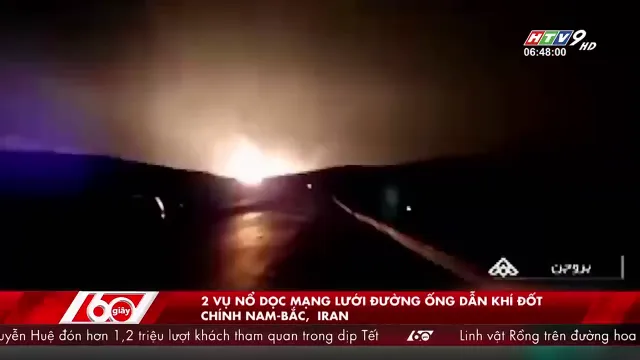 HTV9 HD
06:48:00
بروجن
60 giây
2 VỤ NỔ DỌC MẠNG LƯỚI ĐƯỜNG ỐNG DẪN KHÍ ĐỐT
CHÍNH NAM-BẮC, IRAN
uyễn Huệ đón hơn 1,2 triệu lượt khách tham quan trong dịp Tết 60 Linh vật Rồng trên đường hoa